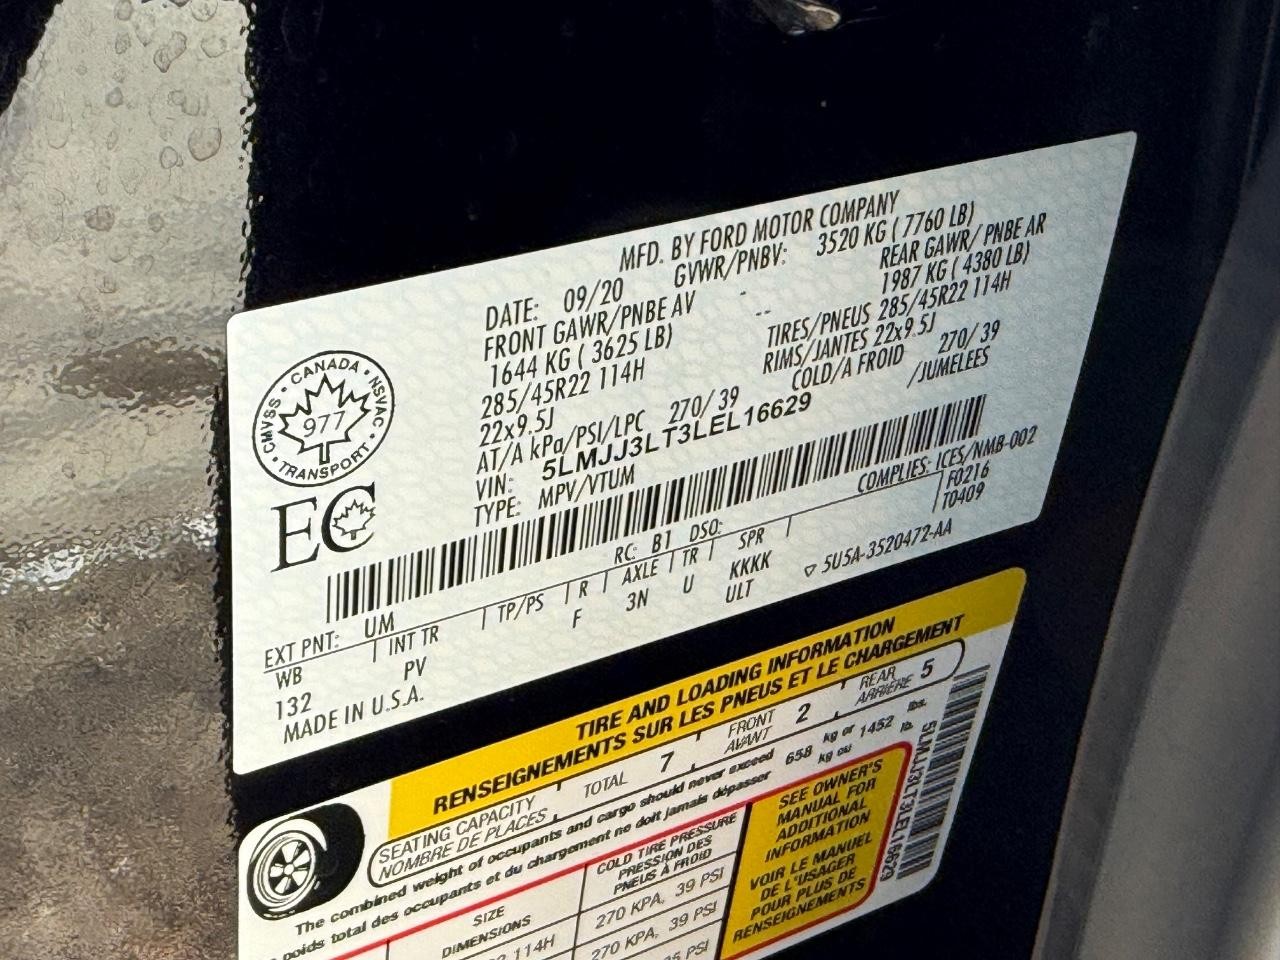 MFD. BY FORD MOTOR COMPANY
DATE: 09/20 GVWR/PNBV: 3520 KG ( 7760 LB)
FRONT GAWR/PNBE AV - REAR GAWR/PNBE AR
1644 KG ( 3625 LB) -- 1987 KG ( 4380 LB)
285/45R22 114H TIRES/PNEUS 285/45R22 114H
22x9.5J RIMS/JANTES 22x9.5J
AT/A kPa/PSI/LPC 270/ 39 COLD/A FROID 270/ 39
VIN: 5LMJJ3LT3LEL16629 /JUMELEES
TYPE: MPV/VTUM
CMVSS · CANADA · NSVAC · TRANSPORT ·
977
EC
COMPLIES: ICES/NMB-002
F0216
T0409
EXT PNT: UM RC: B1 DSO:
WB INT TR TP/PS R AXLE TR SPR
132 PV F 3N U KKKK
ULT
MADE IN U.S.A. ▽ 5U5A-3520472-AA
TIRE AND LOADING INFORMATION
RENSEIGNEMENTS SUR LES PNEUS ET LE CHARGEMENT
SEATING CAPACITY TOTAL 7 FRONT 2 REAR 5
NOMBRE DE PLACES AVANT ARRIÈRE
The combined weight of occupants and cargo should never exceed 658 kg or 1452 lbs.
poids total des occupants et du chargement ne doit jamais dépasser kg ou lb.
SIZE
DIMENSIONS
COLD TIRE PRESSURE
PRESSION DES
PNEUS A FROID
114H 270 KPA, 39 PSI
270 KPA, 39 PSI
PSI
SEE OWNER'S
MANUAL FOR
ADDITIONAL
INFORMATION
VOIR LE MANUEL
DE L'USAGER
POUR PLUS DE
RENSEIGNEMENTS
5LMJJ3LT3LEL16629